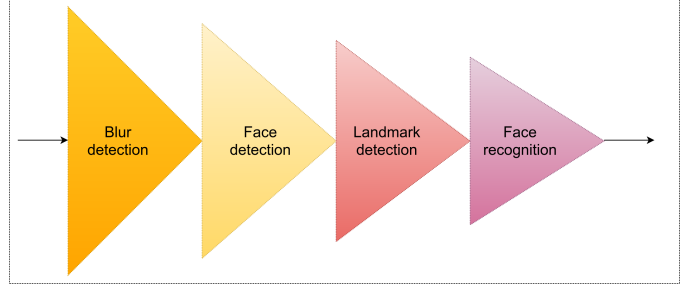 Blur
detection
Face
detection
Landmark
detection
Face
recognition